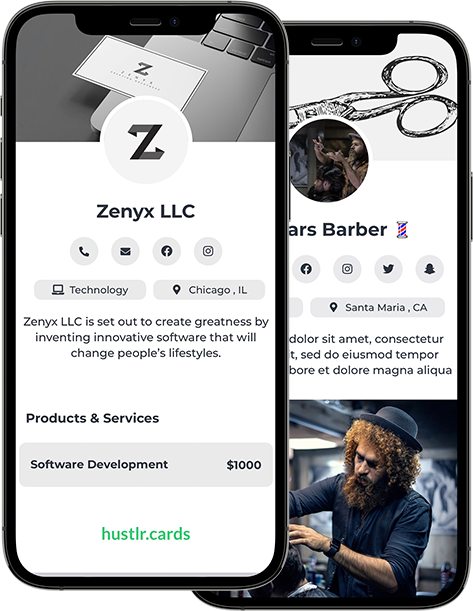 Zenyx LLC
Technology
Chicago , IL
Zenyx LLC is set out to create greatness by
inventing innovative software that will
change people's lifestyles.
Products & Services
Software Development $1000
hustlr.cards
ars Barber 💈
Santa Maria , CA
dolor sit amet, consectetur
t, sed do eiusmod tempor
bore et dolore magna aliqua